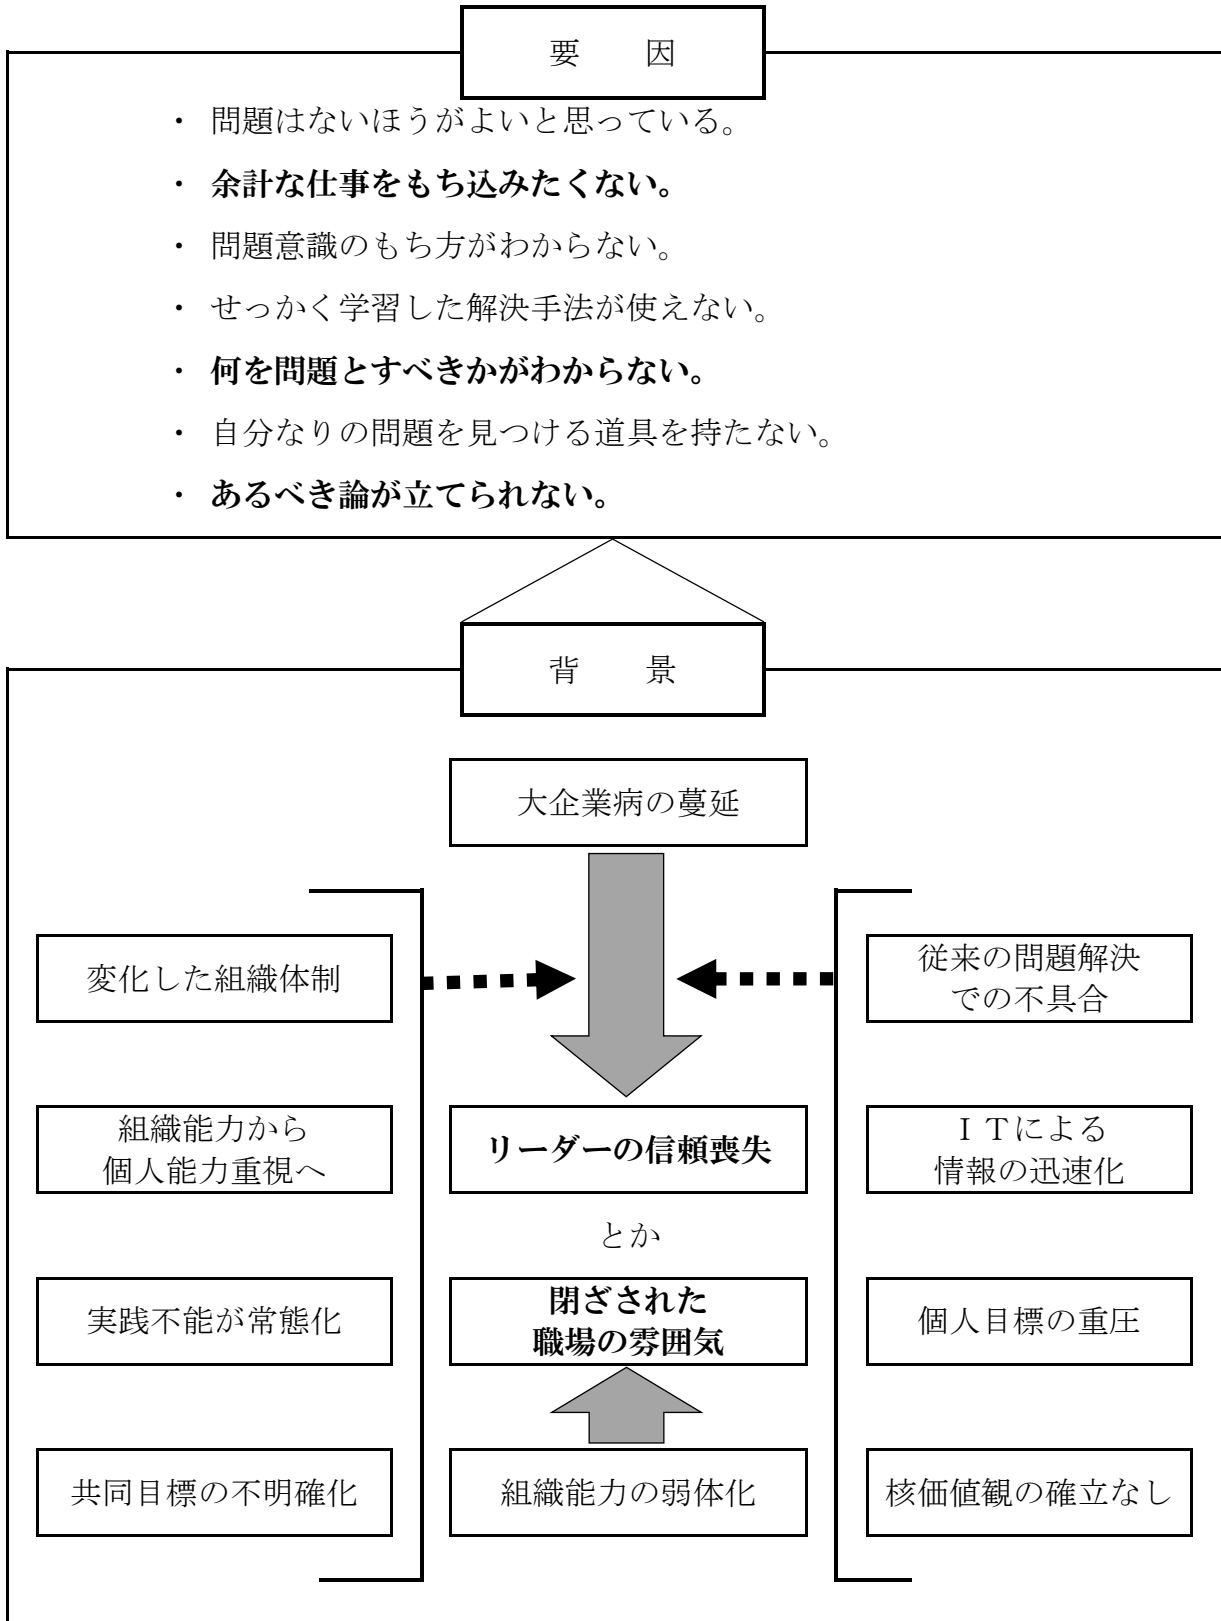 要　　因
・ 問題はないほうがよいと思っている。
・ 余計な仕事をもち込みたくない。
・ 問題意識のもち方がわからない。
・ せっかく学習した解決手法が使えない。
・ 何を問題とすべきかがわからない。
・ 自分なりの問題を見つける道具を持たない。
・ あるべき論が立てられない。
背　　景
大企業病の蔓延
変化した組織体制
従来の問題解決
での不具合
組織能力から
個人能力重視へ
リーダーの信頼喪失
ＩＴによる
情報の迅速化
とか
実践不能が常態化
閉ざされた
職場の雰囲気
個人目標の重圧
共同目標の不明確化
組織能力の弱体化
核価値観の確立なし